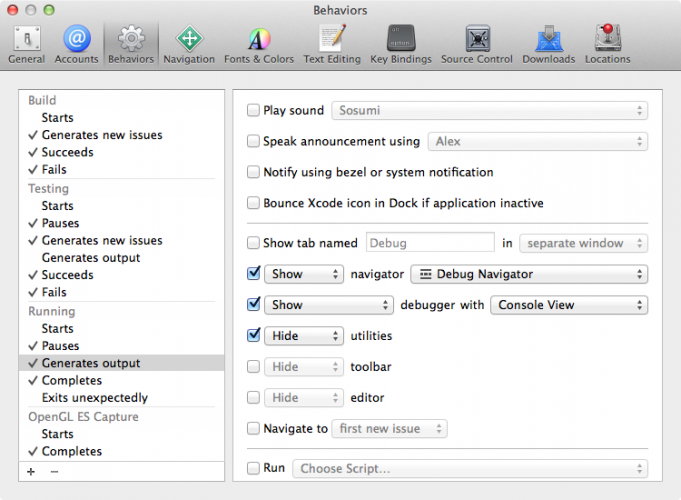 Behaviors
General Accounts Behaviors Navigation Fonts & Colors Text Editing Key Bindings Source Control Downloads Locations
Build
Starts
Generates new issues
Succeeds
Fails
Testing
Starts
Pauses
Generates new issues
Generates output
Succeeds
Fails
Running
Starts
Pauses
Generates output
Completes
Exits unexpectedly
OpenGL ES Capture
Starts
Completes
+ −
Play sound Sosumi
Speak announcement using Alex
Notify using bezel or system notification
Bounce Xcode icon in Dock if application inactive
Show tab named Debug in separate window
Show navigator Debug Navigator
Show debugger with Console View
Hide utilities
Hide toolbar
Hide editor
Navigate to first new issue
Run Choose Script...